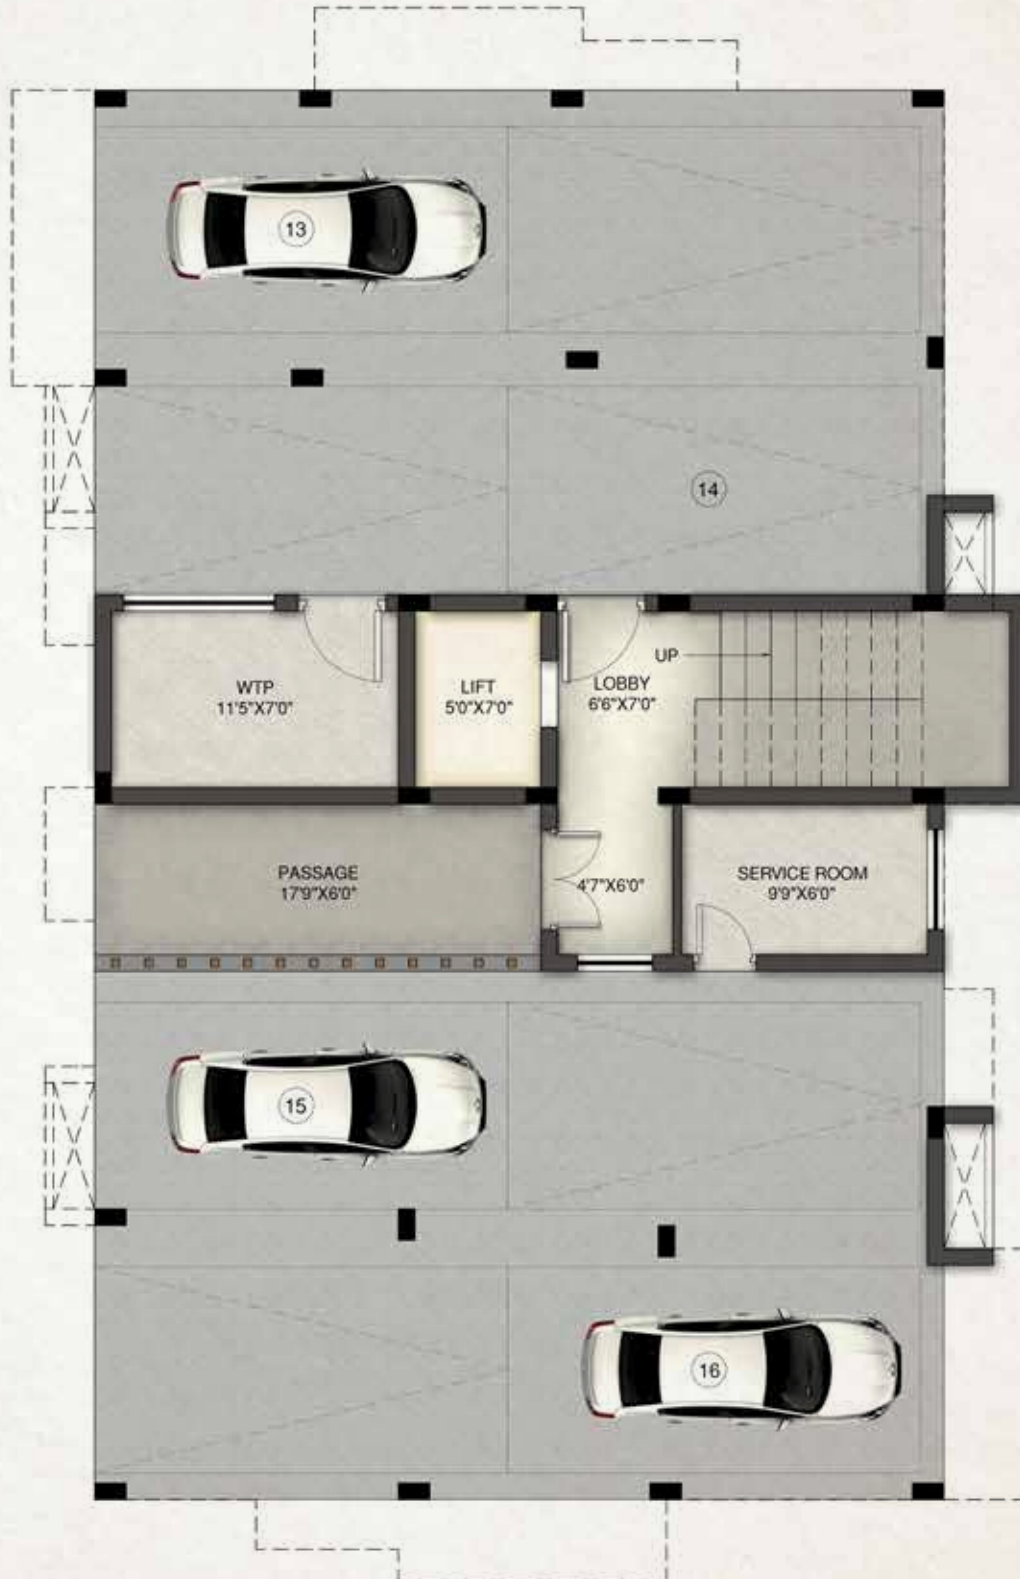 13
14
WTP
11'5"X7'0"
LIFT
5'0"X7'0"
UP
LOBBY
6'6"X7'0"
PASSAGE
17'9"X6'0"
4'7"X6'0"
SERVICE ROOM
9'9"X6'0"
15
16